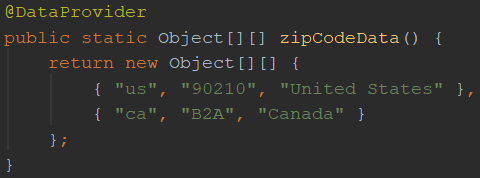 @DataProvider
public static Object[][] zipCodeData() {
    return new Object[][] {
        { "us", "90210", "United States" },
        { "ca", "B2A", "Canada" }
    };
}